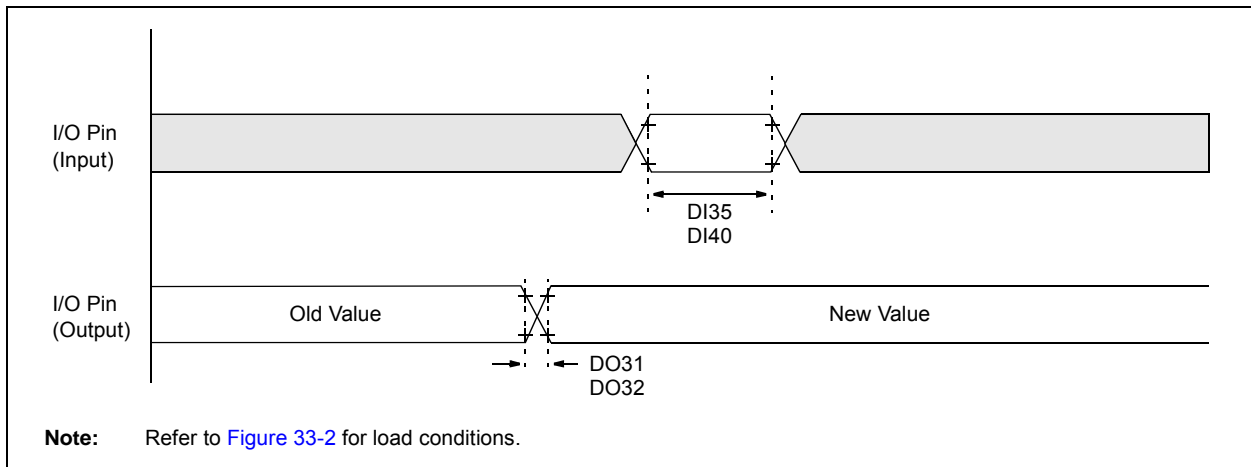 I/O Pin
(Input)
DI35
DI40
I/O Pin
(Output)
Old Value
New Value
DO31
DO32
Note: Refer to Figure 33-2 for load conditions.